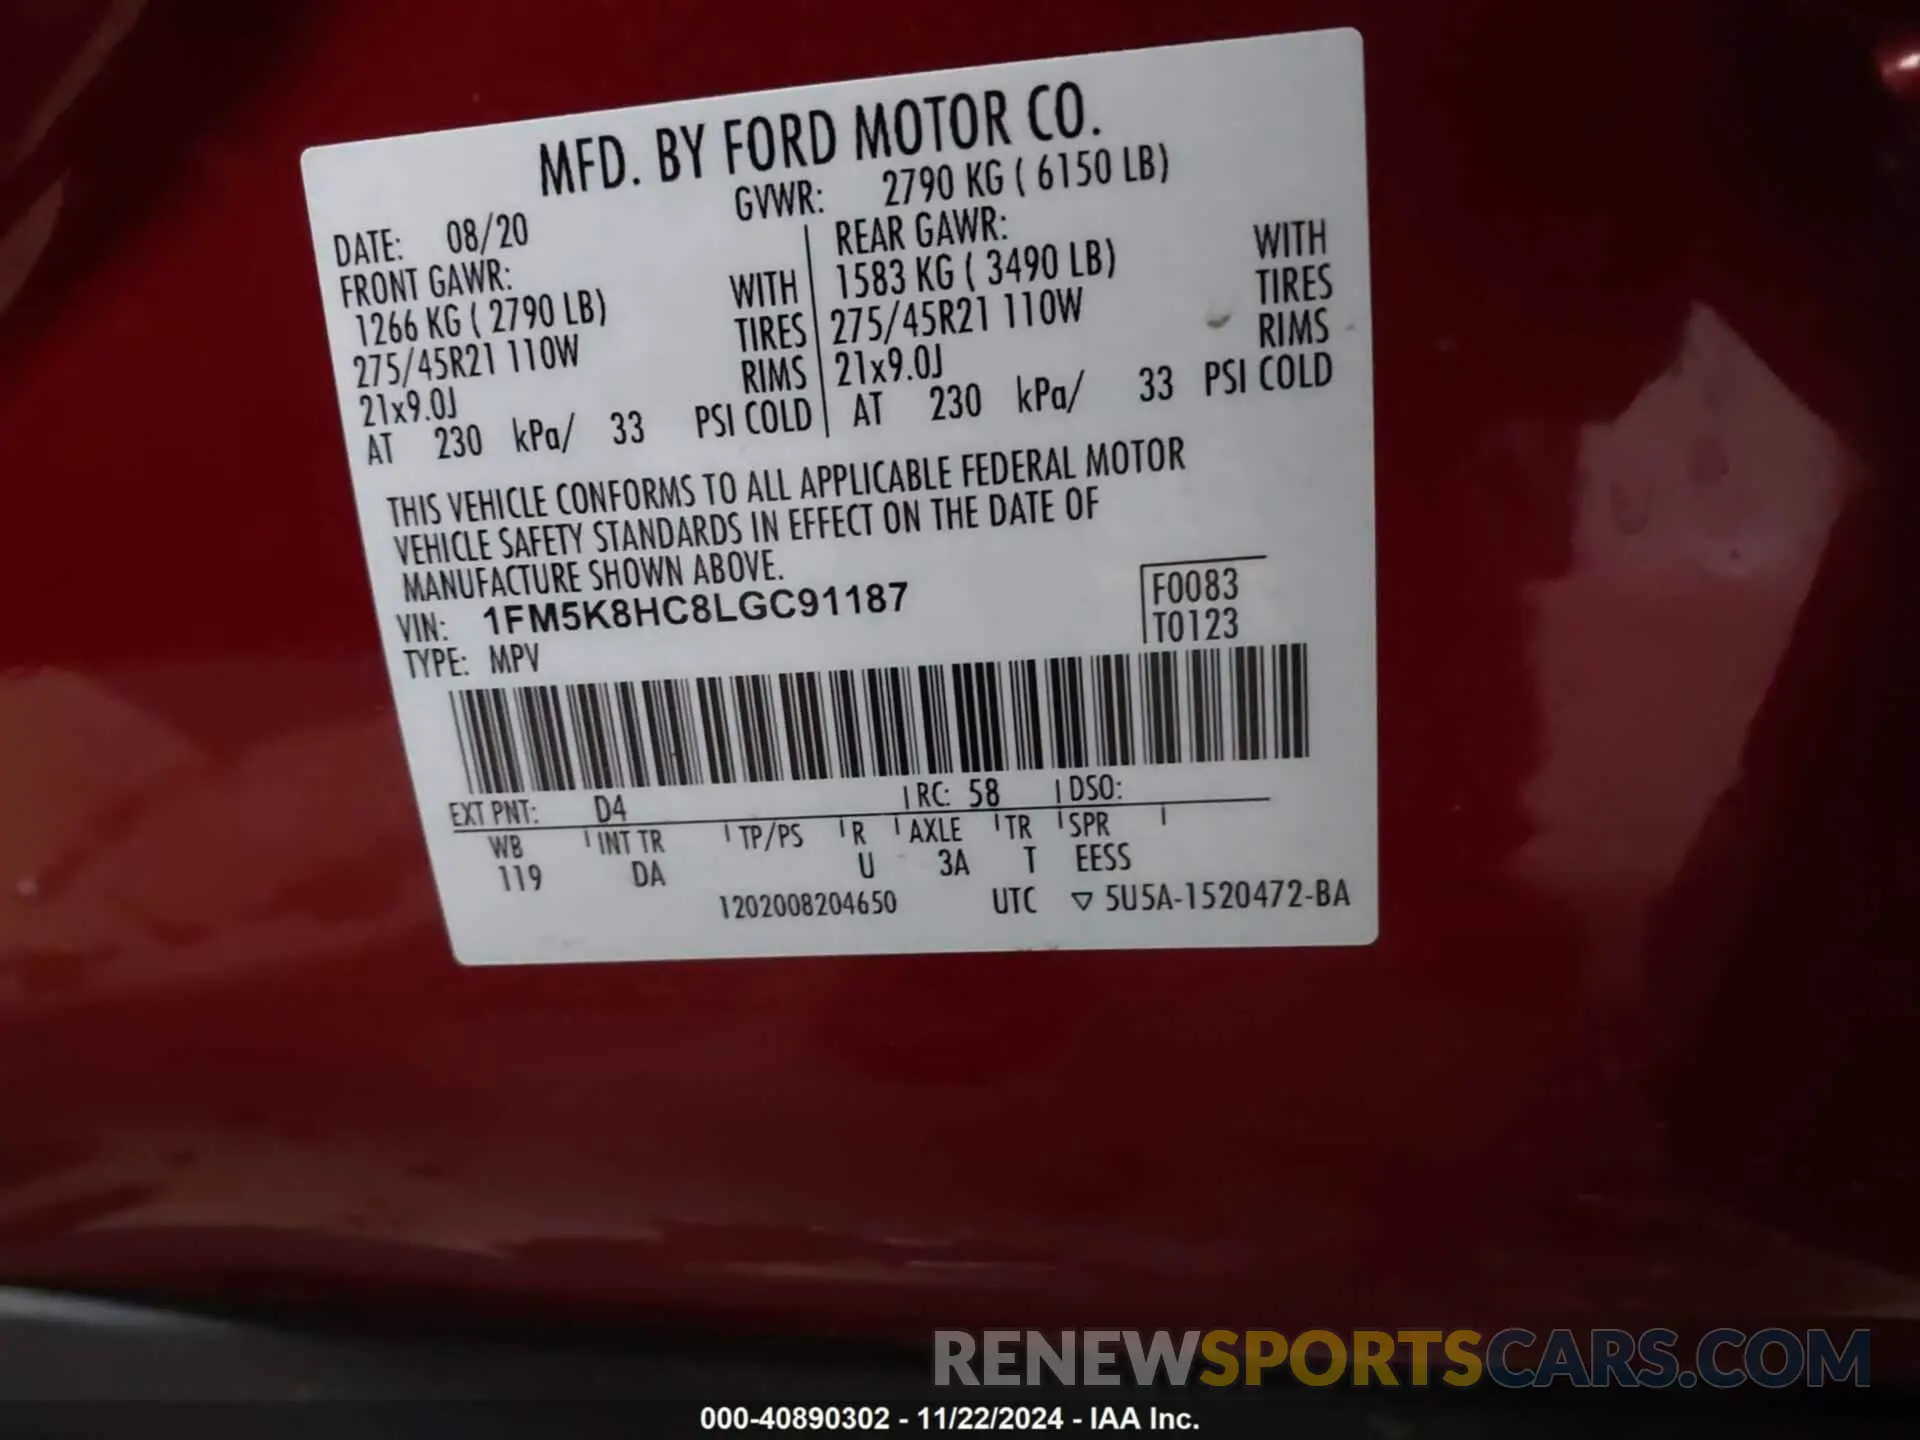 MFD. BY FORD MOTOR CO.
DATE: 08/20 GVWR: 2790 KG ( 6150 LB)
FRONT GAWR: REAR GAWR:
1266 KG ( 2790 LB) WITH 1583 KG ( 3490 LB) WITH
275/45R21 110W TIRES 275/45R21 110W TIRES
21x9.0J RIMS 21x9.0J RIMS
AT 230 kPa/ 33 PSI COLD AT 230 kPa/ 33 PSI COLD
THIS VEHICLE CONFORMS TO ALL APPLICABLE FEDERAL MOTOR
VEHICLE SAFETY STANDARDS IN EFFECT ON THE DATE OF
MANUFACTURE SHOWN ABOVE.
VIN: 1FM5K8HC8LGC91187 F0083
TYPE: MPV T0123
EXT PNT: D4 RC: 58 DSO:
WB INT TR TP/PS R AXLE TR SPR
119 DA U 3A T EESS
1202008204650 UTC ▽ 5U5A-1520472-BA
RENEWSPORTSCARS.COM
000-40890302 - 11/22/2024 - IAA Inc.